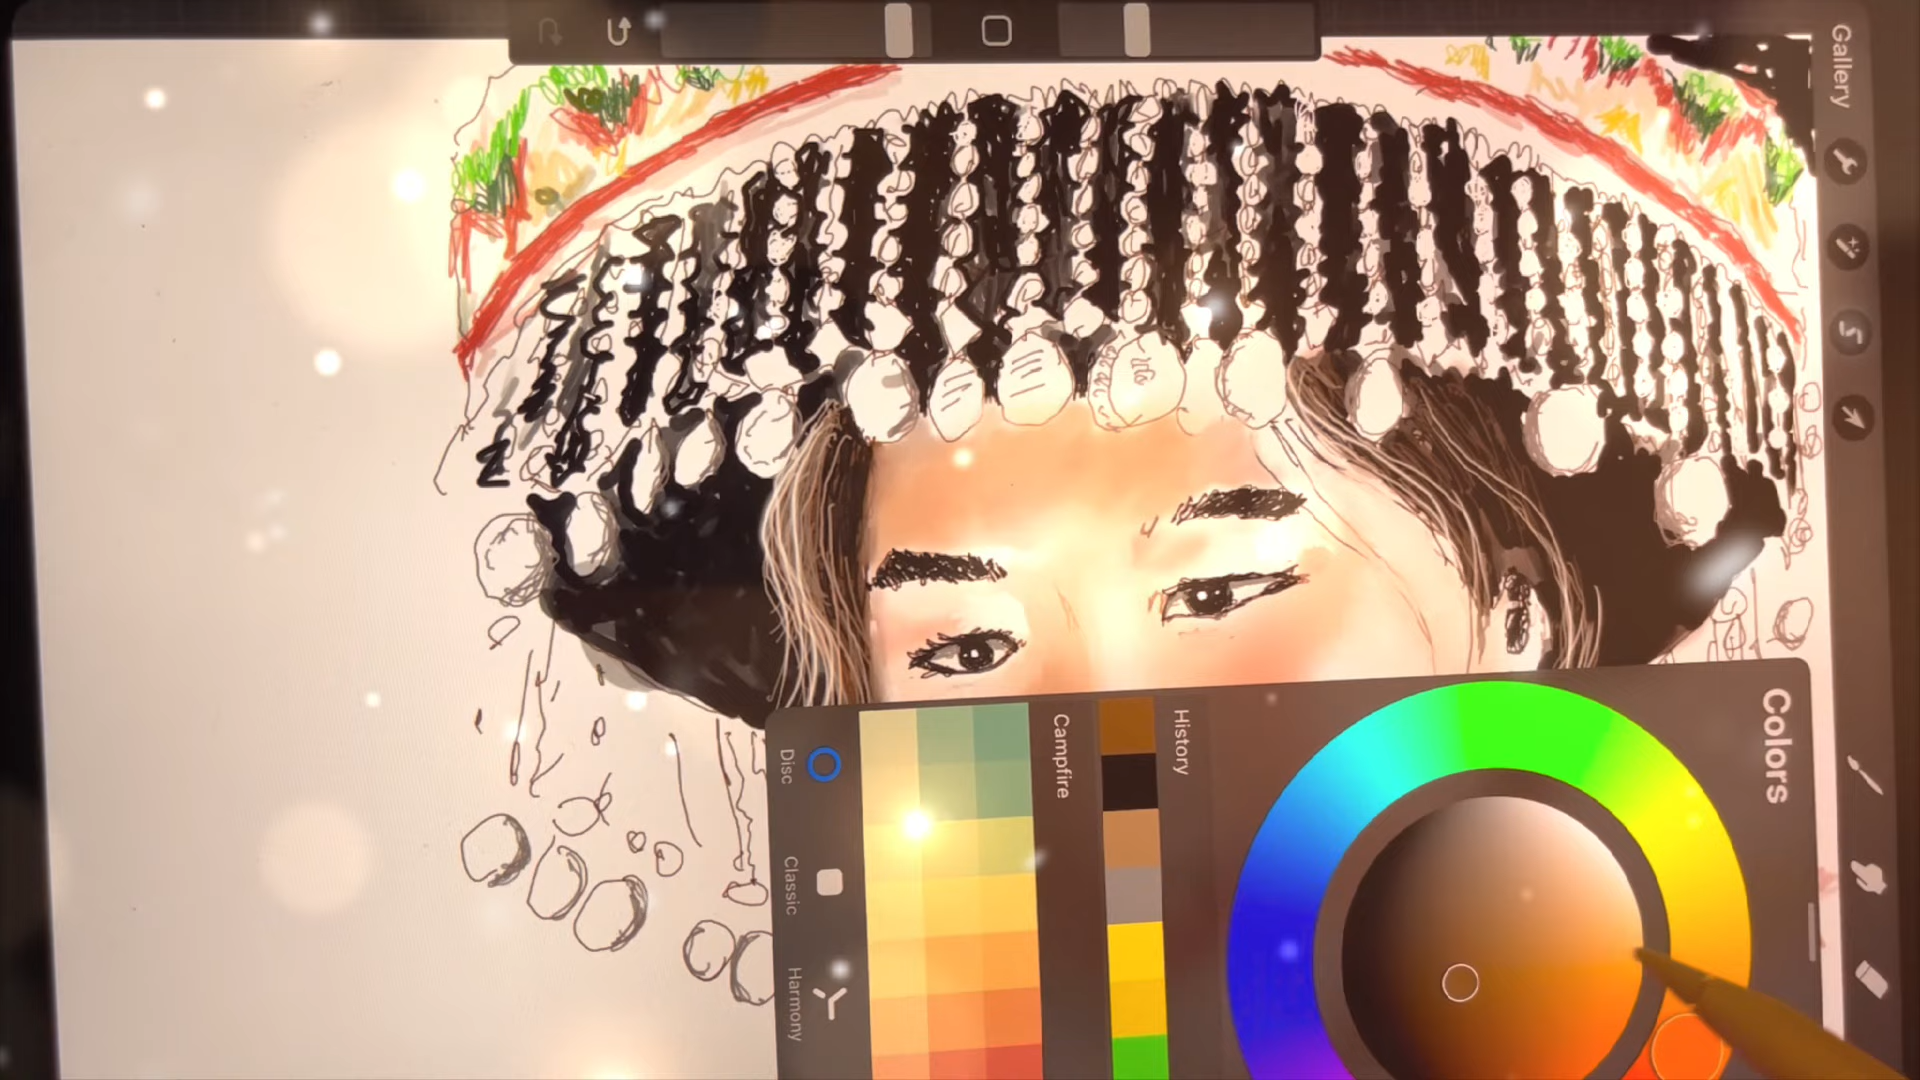 Gallery
Colors
History
Campfire
Disc
Classic
Harmony